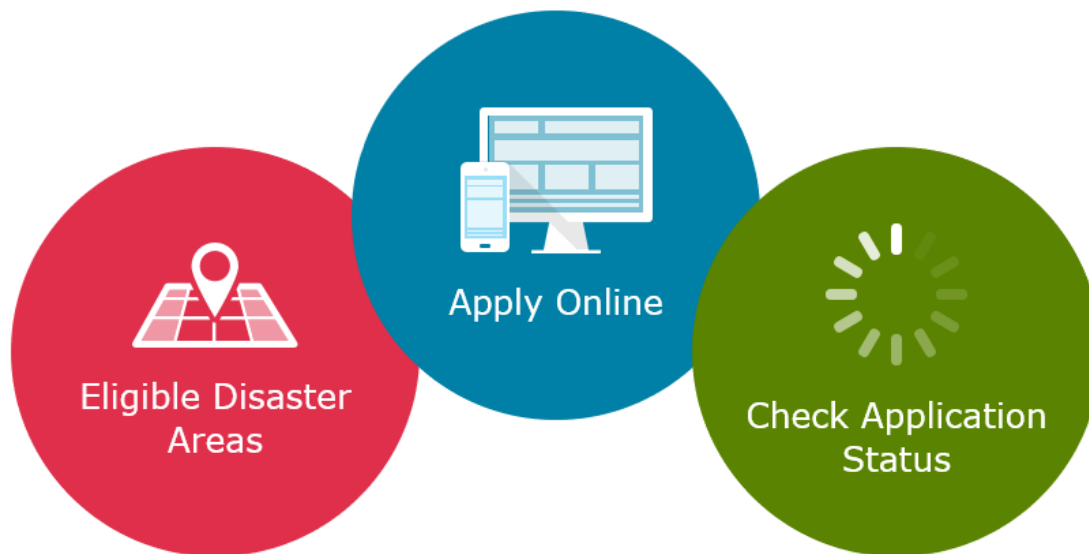 Eligible Disaster
Areas
Apply Online
Check Application
Status